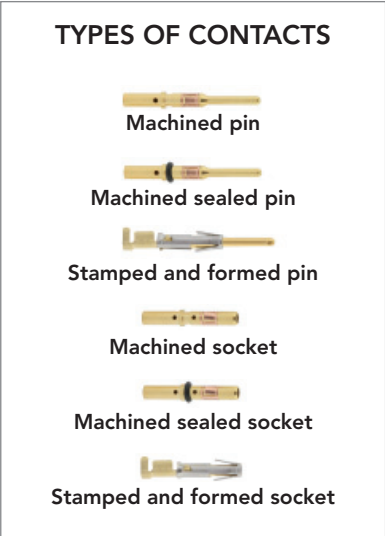 TYPES OF CONTACTS
Machined pin
Machined sealed pin
Stamped and formed pin
Machined socket
Machined sealed socket
Stamped and formed socket